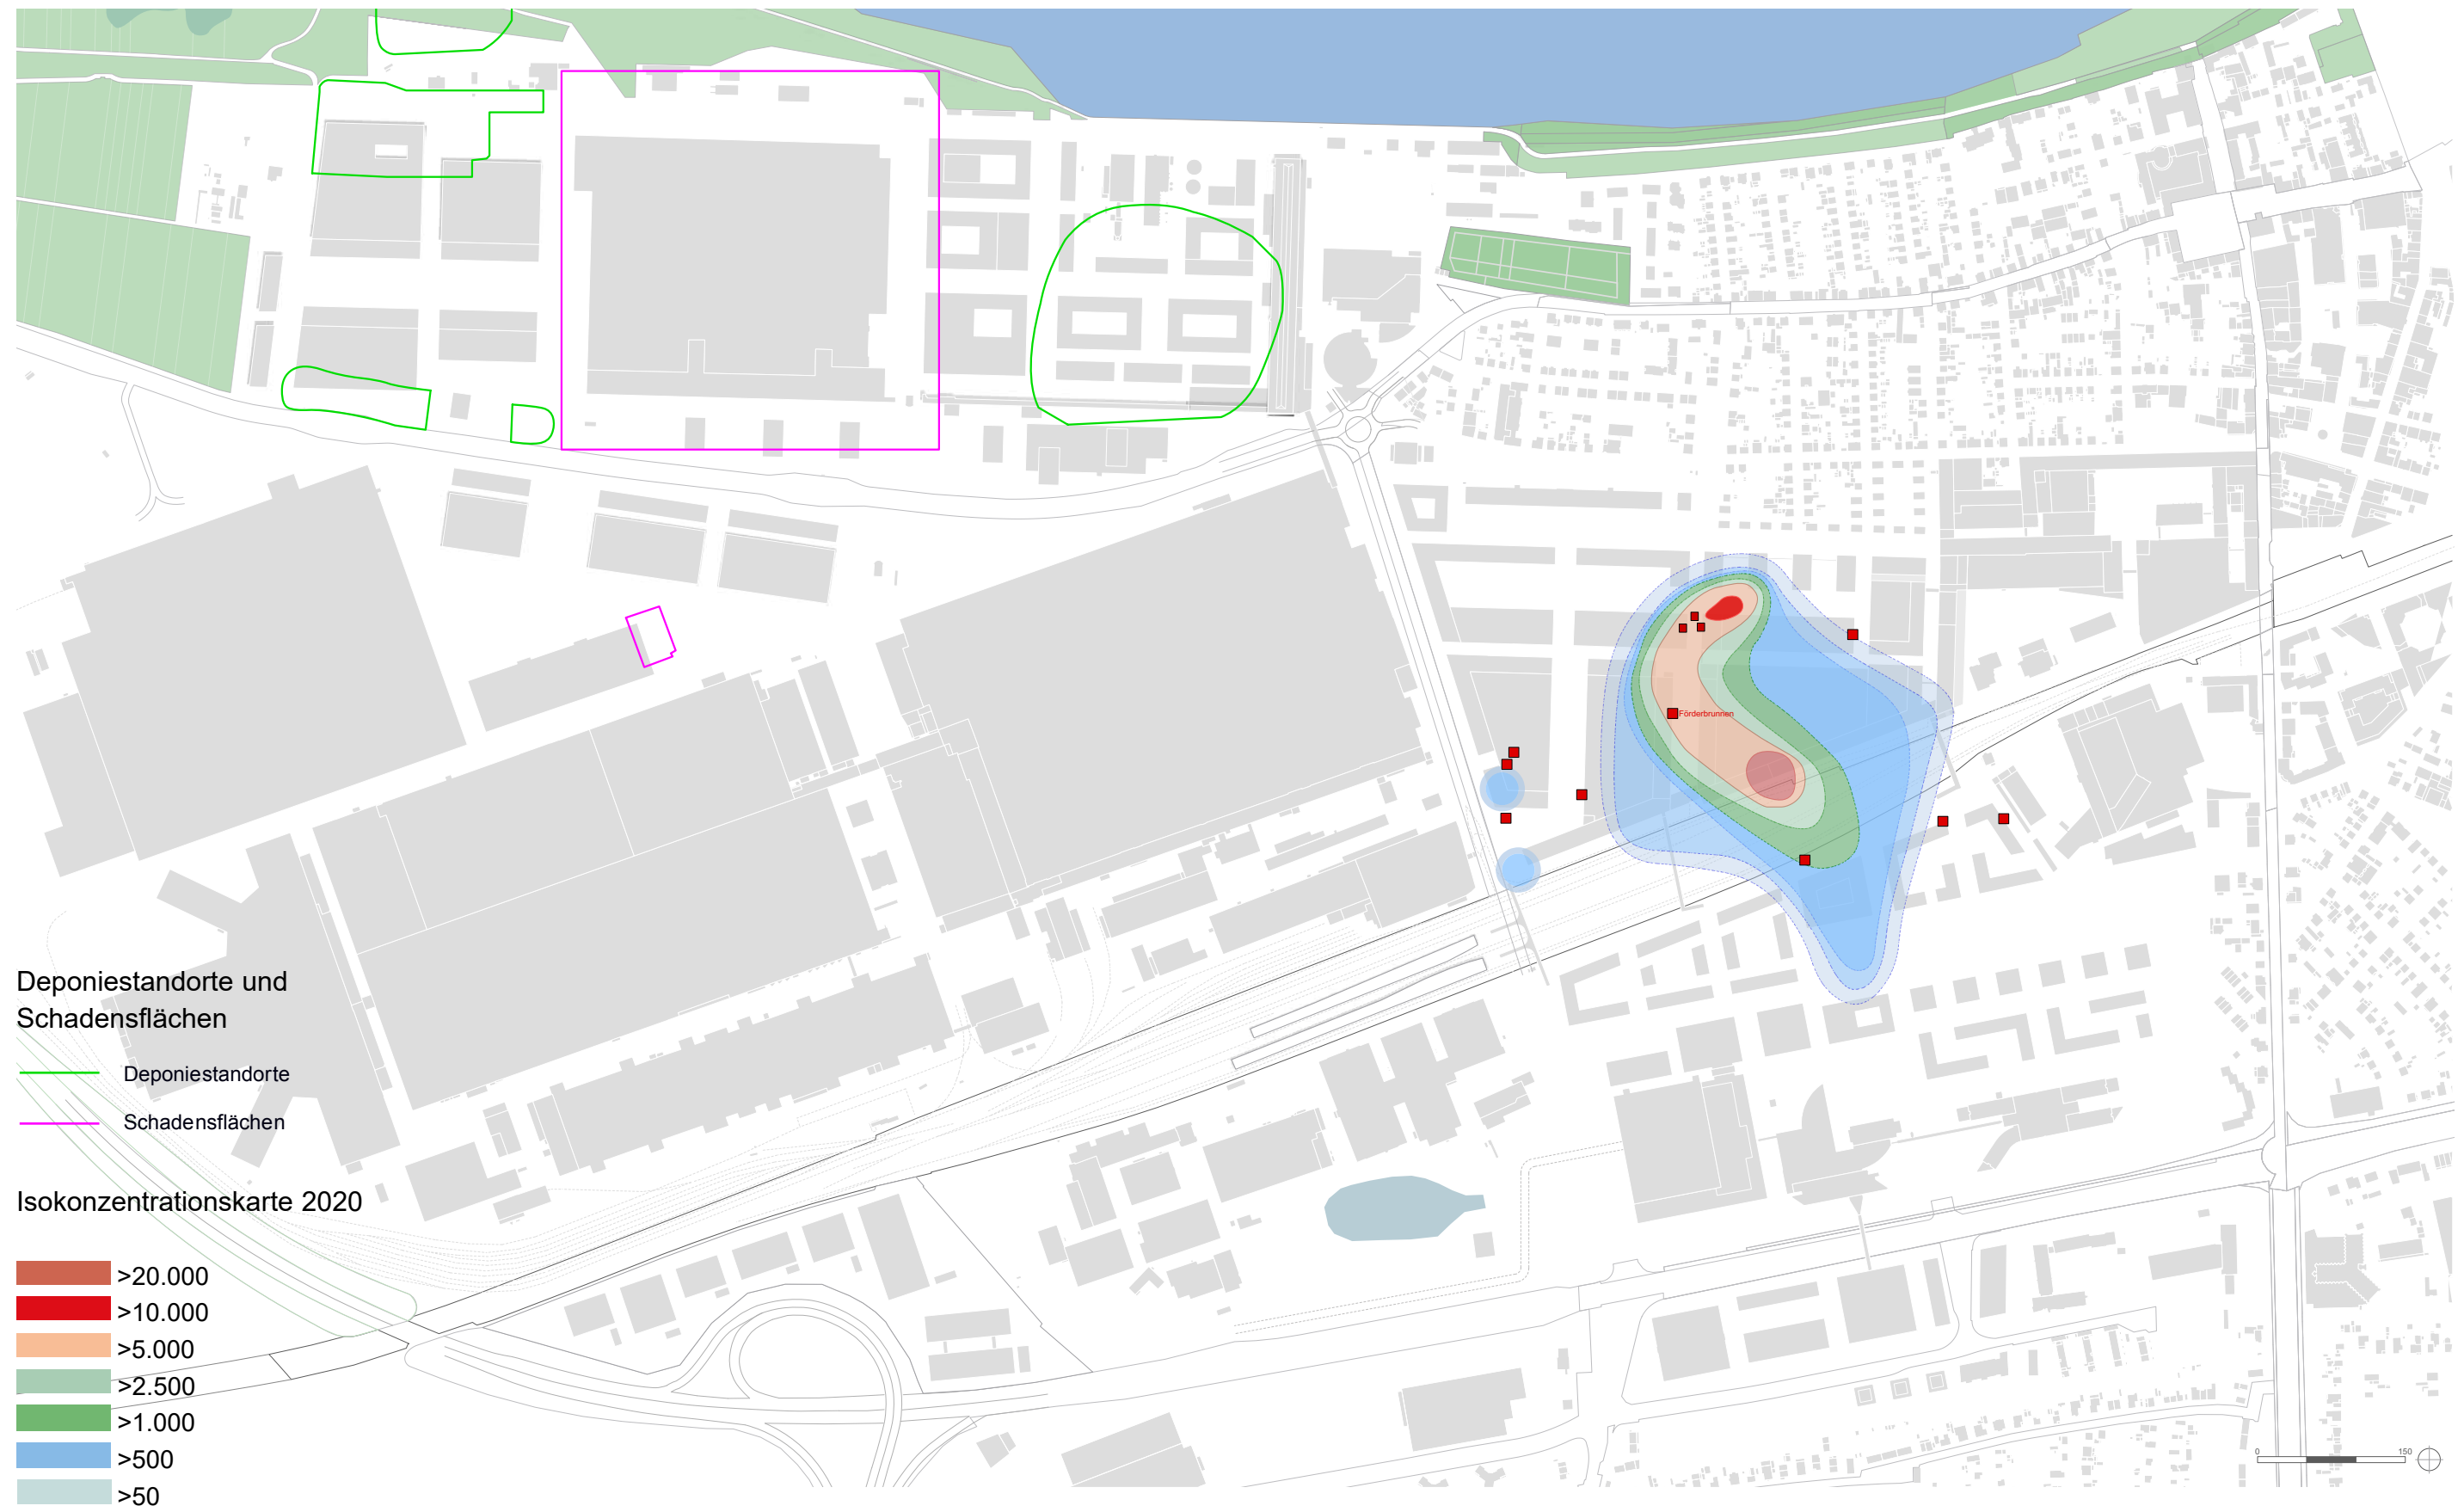 Förderbrunnen
Deponiestandorte und
Schadensflächen
Deponiestandorte
Schadensflächen
Isokonzentrationskarte 2020
>20.000
>10.000
>5.000
>2.500
>1.000
>500
>50
0 150